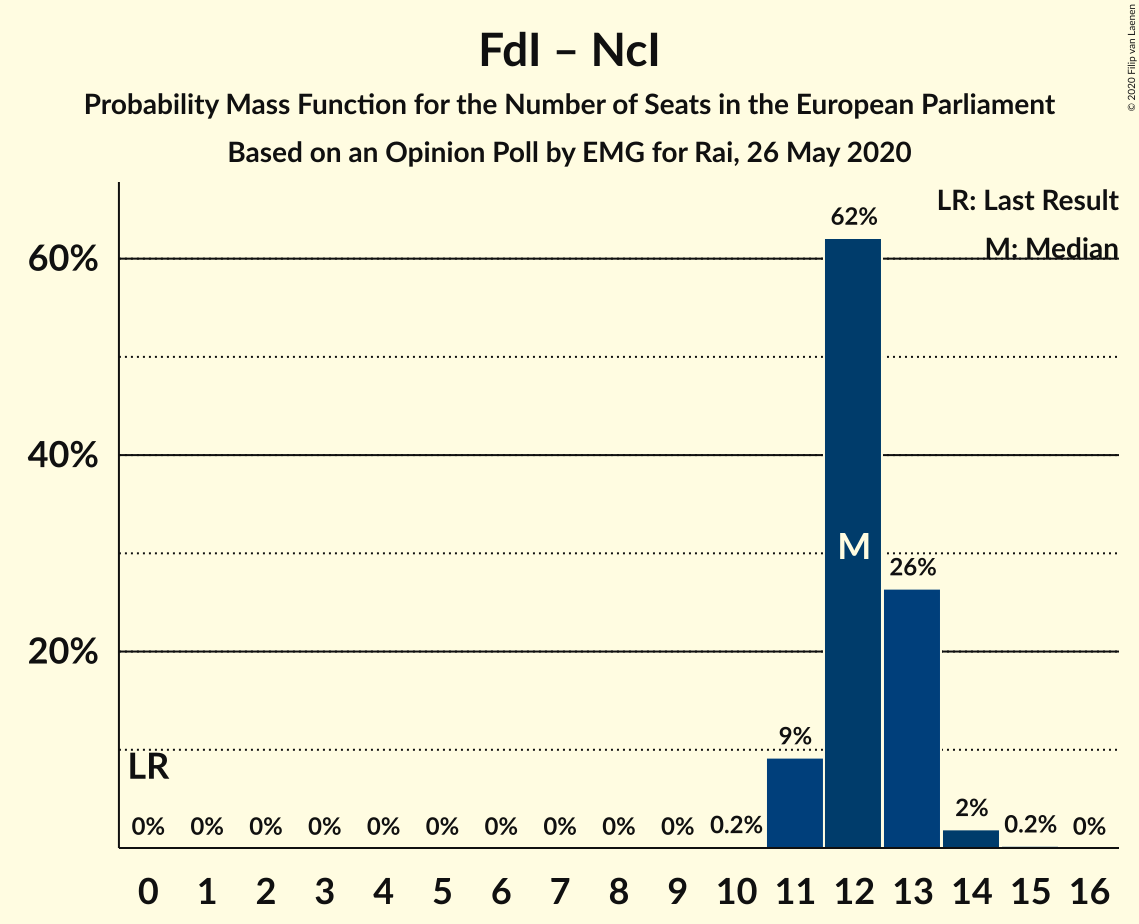 FdI – NcI
Probability Mass Function for the Number of Seats in the European Parliament
Based on an Opinion Poll by EMG for Rai, 26 May 2020
© 2020 Filip van Laenen
LR: Last Result
M: Median
60%
40%
20%
62%
M
26%
9%
LR
0% 0% 0% 0% 0% 0% 0% 0% 0% 0% 0.2% 2% 0.2% 0%
0 1 2 3 4 5 6 7 8 9 10 11 12 13 14 15 16